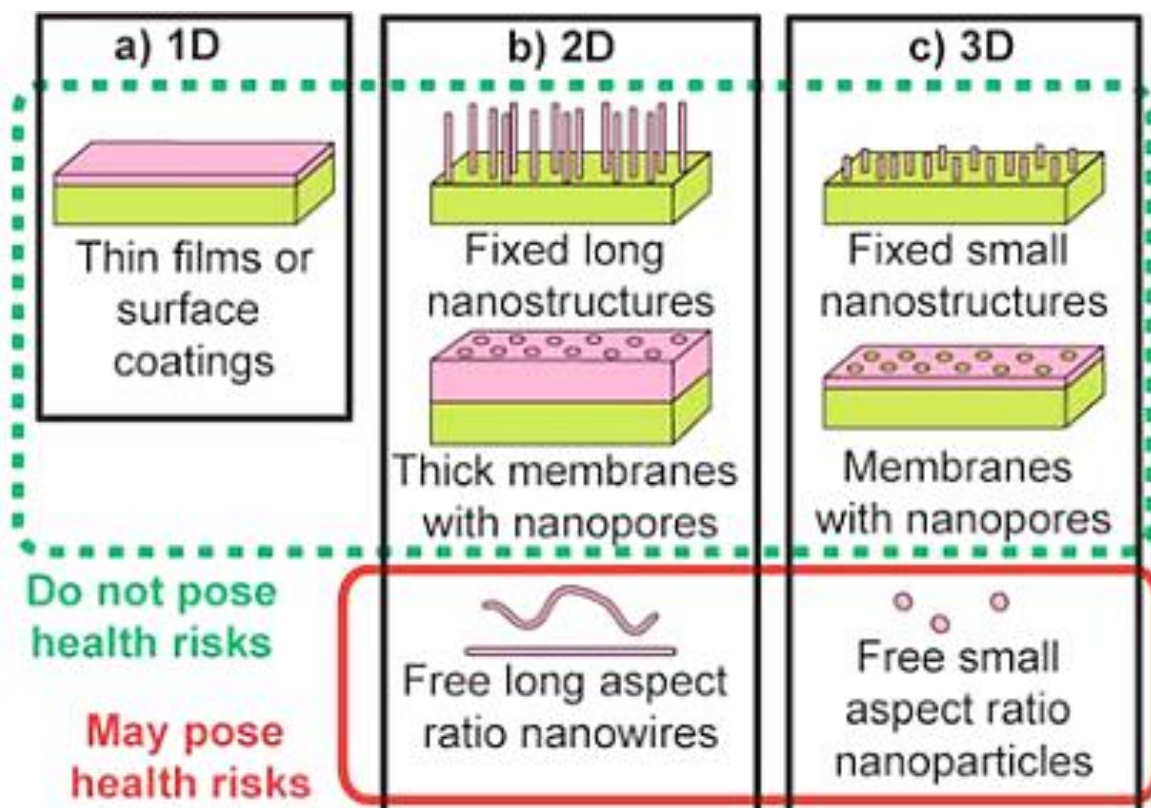 a) 1D
Thin films or
surface
coatings
b) 2D
Fixed long
nanostructures
Thick membranes
with nanopores
Free long aspect
ratio nanowires
c) 3D
Fixed small
nanostructures
Membranes
with nanopores
Free small
aspect ratio
nanoparticles
Do not pose
health risks
May pose
health risks